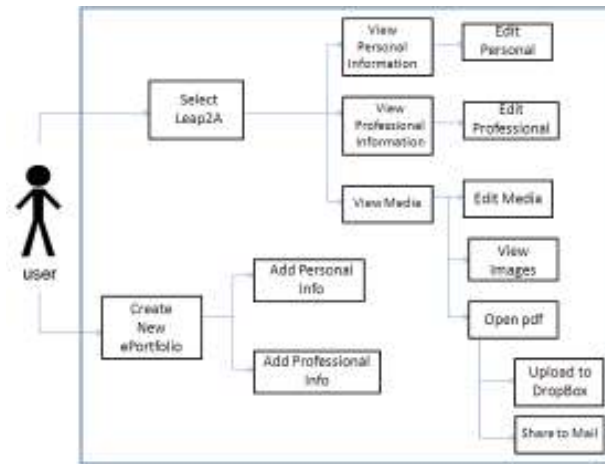 View
Personal
Information
Edit
Personal
Select
Leap2A
View
Professional
Information
Edit
Professional
View Media
Edit Media
user
View
Images
Add Personal
Info
Create
New
ePortfolio
Open pdf
Add Professional
Info
Upload to
DropBox
Share to Mail